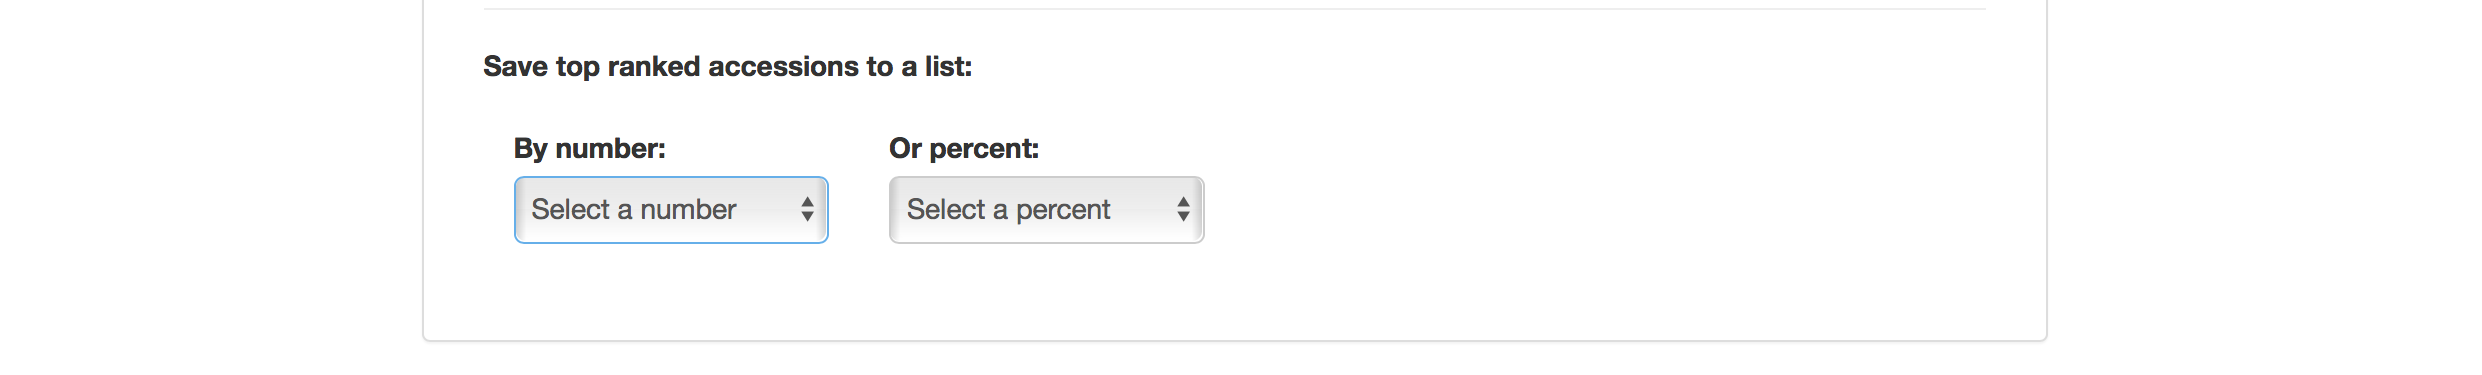 Save top ranked accessions to a list:
By number:
Or percent:
Select a number
Select a percent